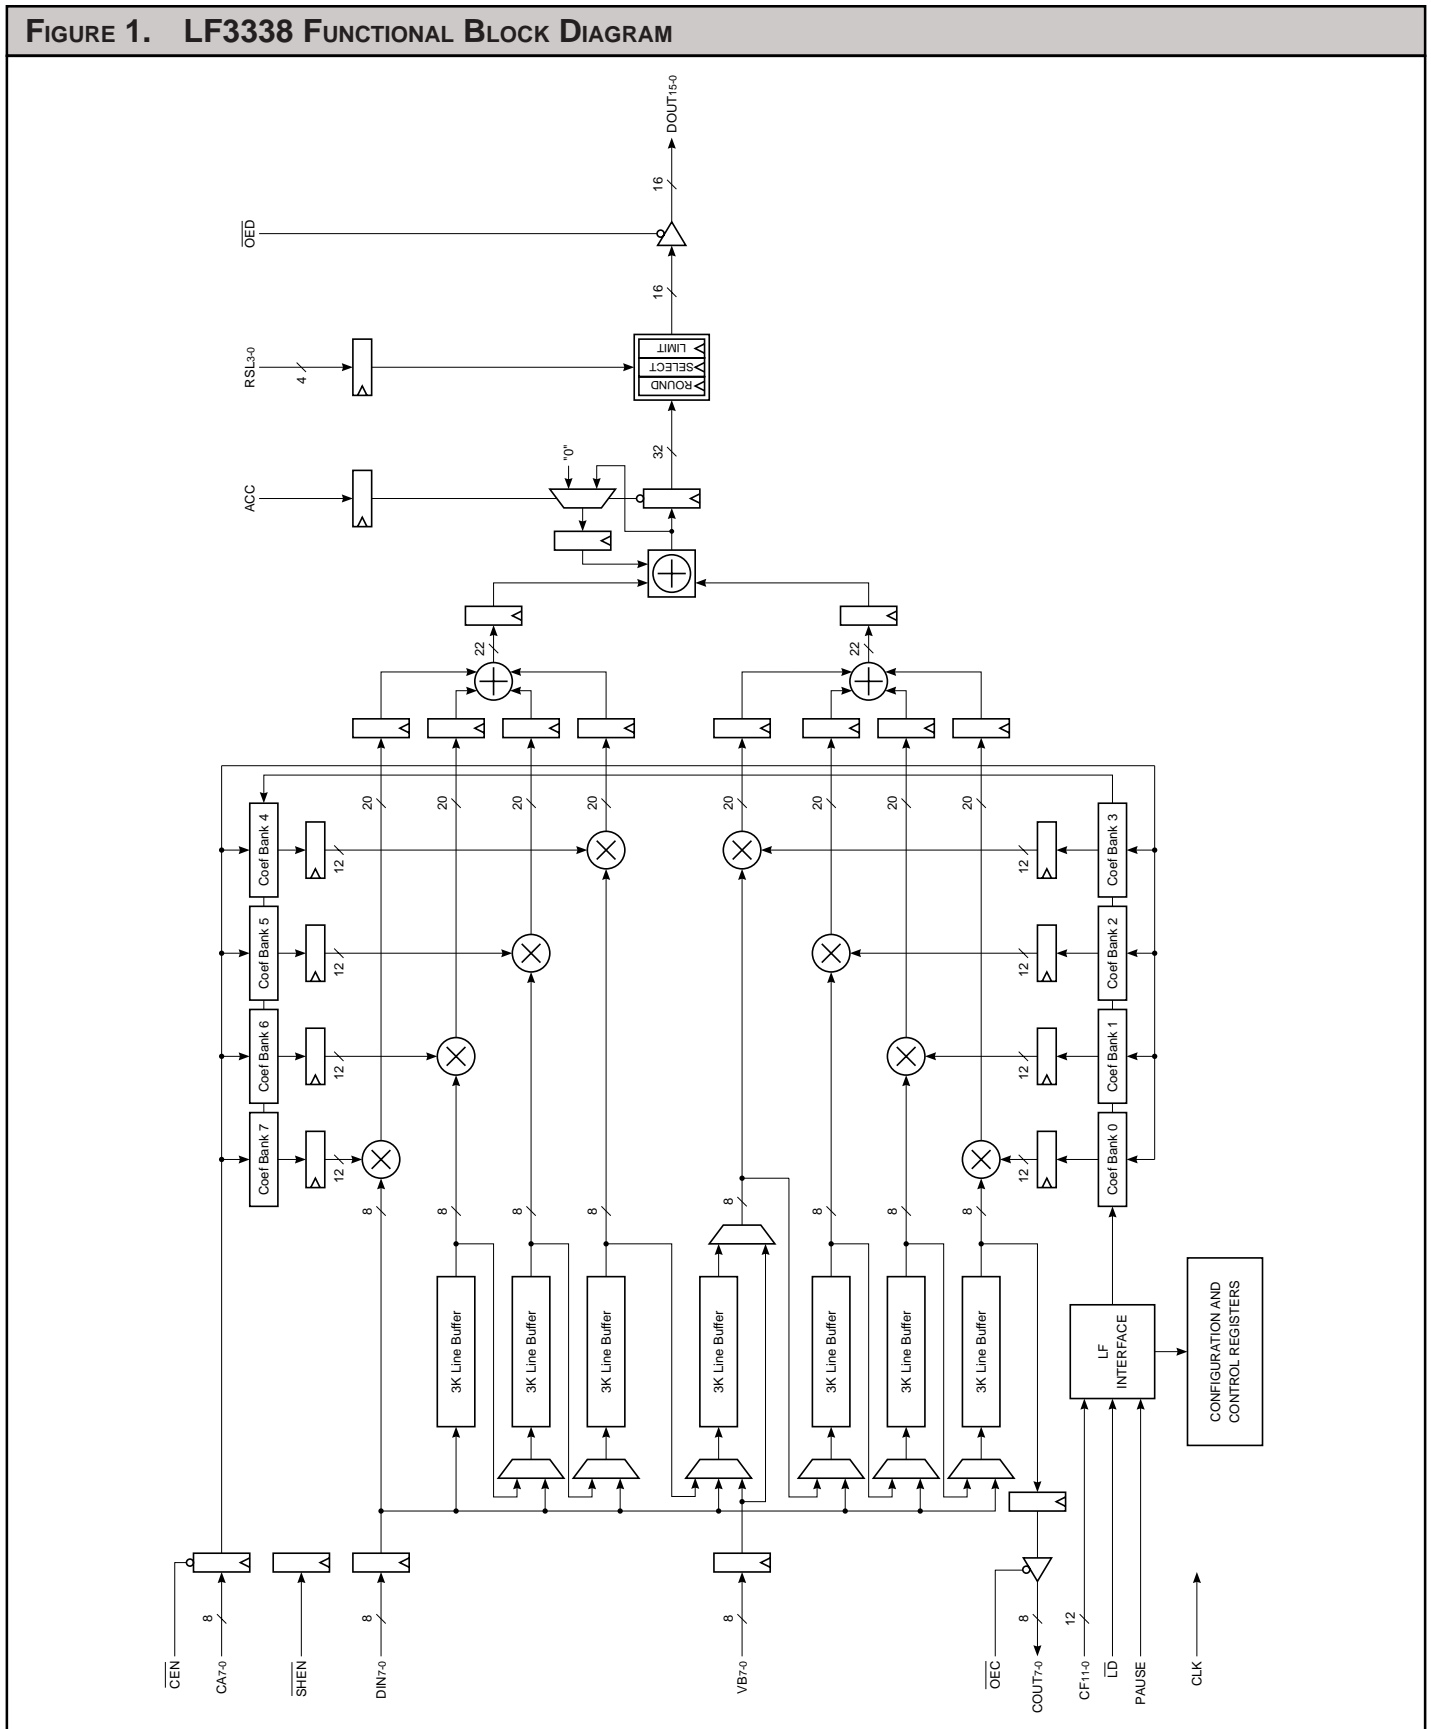 FIGURE 1. LF3338 FUNCTIONAL BLOCK DIAGRAM
DOUT15-0
16
OED
16
RSL3-0
4
LIMIT
SELECT
ROUND
32
ACC
"0"
22
22
20
20
20
20
20
20
20
20
Coef Bank 4
12
12
Coef Bank 3
Coef Bank 5
12
12
Coef Bank 2
Coef Bank 6
12
12
Coef Bank 1
Coef Bank 7
12
12
Coef Bank 0
8
8
8
8
8
8
8
8
3K Line Buffer
3K Line Buffer
3K Line Buffer
3K Line Buffer
3K Line Buffer
3K Line Buffer
3K Line Buffer
LF
INTERFACE
CONFIGURATION AND
CONTROL REGISTERS
8
8
8
8
12
CEN
CA7-0
SHEN
DIN7-0
VB7-0
OEC
COUT7-0
CF11-0
LD
PAUSE
CLK